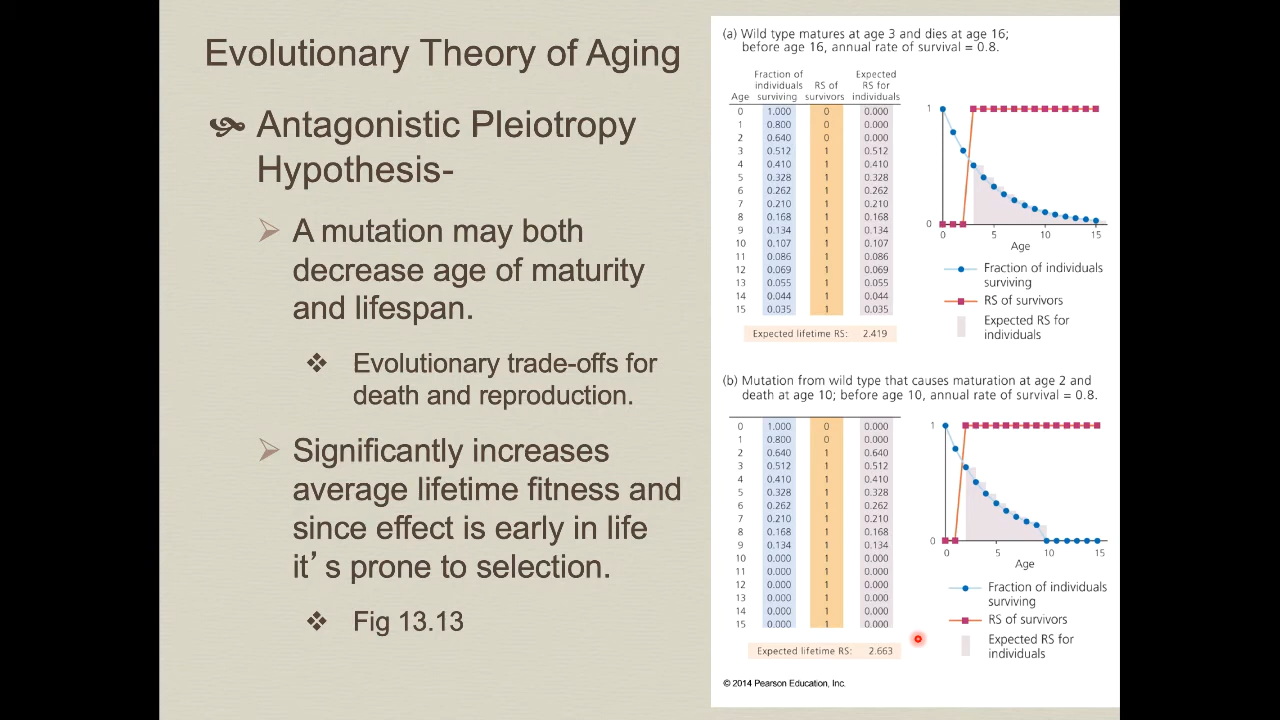 Evolutionary Theory of Aging
Antagonistic Pleiotropy
Hypothesis-
A mutation may both
decrease age of maturity
and lifespan.
Evolutionary trade-offs for
death and reproduction.
Significantly increases
average lifetime fitness and
since effect is early in life
it's prone to selection.
Fig 13.13
(a) Wild type matures at age 3 and dies at age 16;
before age 16, annual rate of survival = 0.8.
Fraction of Expected
individuals RS of RS for
Age surviving survivors individuals
0 1.000 0 0.000
1 0.800 0 0.000
2 0.640 0 0.000
3 0.512 1 0.512
4 0.410 1 0.410
5 0.328 1 0.328
6 0.262 1 0.262
7 0.210 1 0.210
8 0.168 1 0.168
9 0.134 1 0.134
10 0.107 1 0.107
11 0.086 1 0.086
12 0.069 1 0.069
13 0.055 1 0.055
14 0.044 1 0.044
15 0.035 1 0.035
Expected lifetime RS: 2.419
1
0
0 5 10 15
Age
Fraction of individuals
surviving
RS of survivors
Expected RS for
individuals
(b) Mutation from wild type that causes maturation at age 2 and
death at age 10; before age 10, annual rate of survival = 0.8.
0 1.000 0 0.000
1 0.800 0 0.000
2 0.640 1 0.640
3 0.512 1 0.512
4 0.410 1 0.410
5 0.328 1 0.328
6 0.262 1 0.262
7 0.210 1 0.210
8 0.168 1 0.168
9 0.134 1 0.134
10 0.000 1 0.000
11 0.000 1 0.000
12 0.000 1 0.000
13 0.000 1 0.000
14 0.000 1 0.000
15 0.000 1 0.000
Expected lifetime RS: 2.663
1
0
0 5 10 15
Age
Fraction of individuals
surviving
RS of survivors
Expected RS for
individuals
© 2014 Pearson Education, Inc.